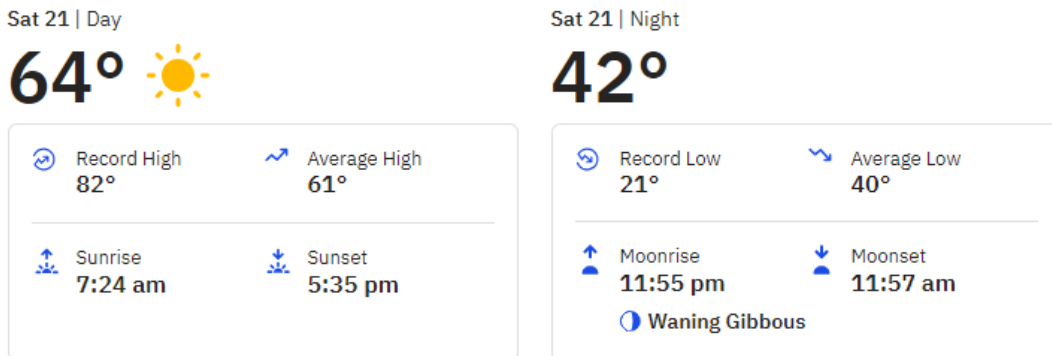 Sat 21 | Day
64°
Record High
82°
Average High
61°
Sunrise
7:24 am
Sunset
5:35 pm
Sat 21 | Night
42°
Record Low
21°
Average Low
40°
Moonrise
11:55 pm
Waning Gibbous
Moonset
11:57 am